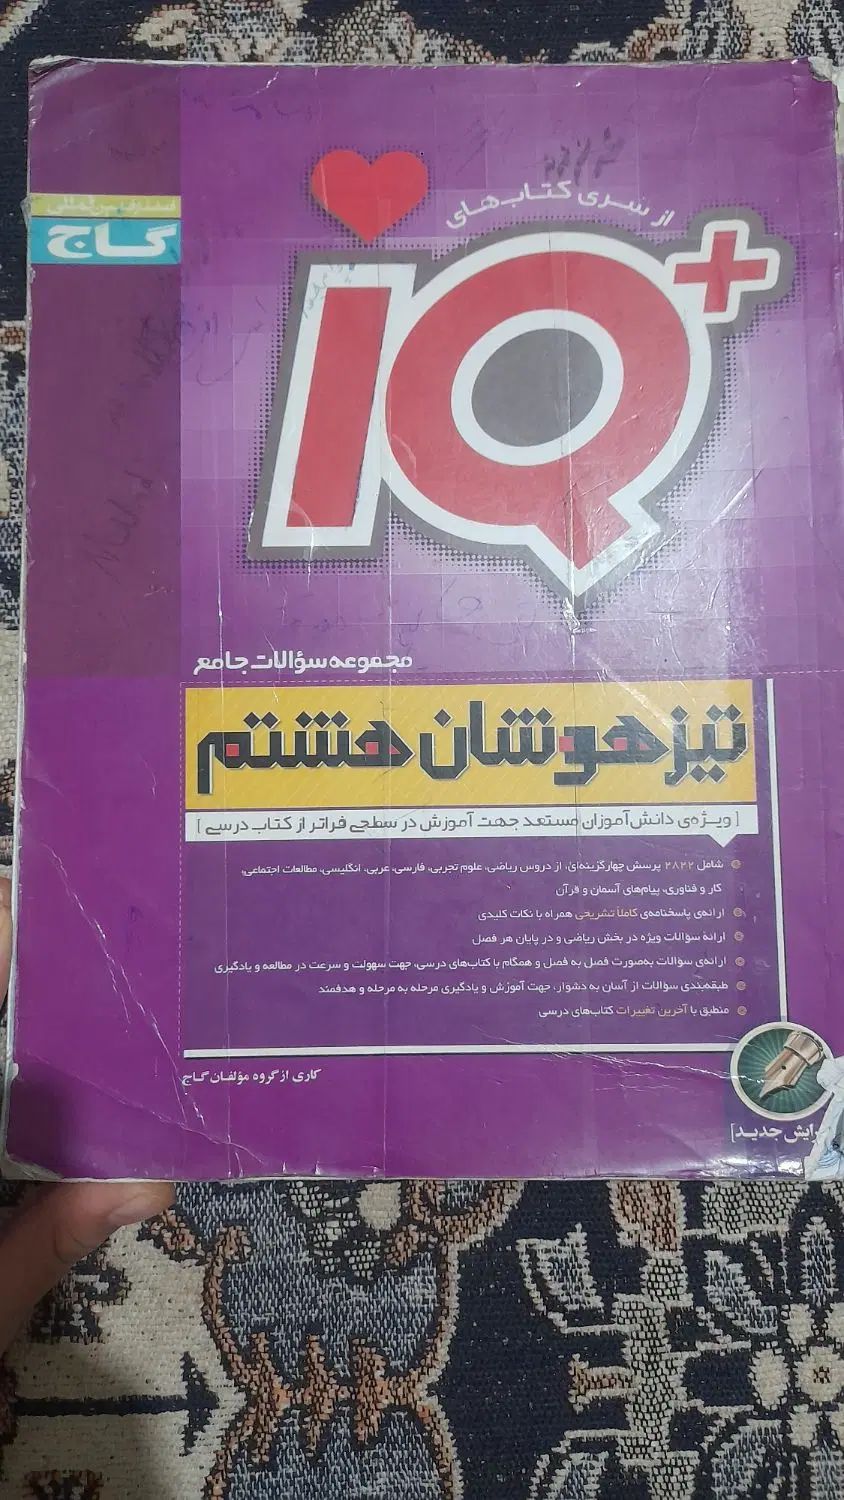 گاج
از سری کتاب‌های
iQ+
مجموعه سؤالات جامع
تیزهوشان هشتم
[ ویژه‌ی دانش‌آموزان مستعد جهت آموزش در سطحی فراتر از کتاب درسی ]
شامل ۲۸۲۲ پرسش چهارگزینه‌ای، از دروس ریاضی، علوم تجربی، فارسی، عربی، انگلیسی، مطالعات اجتماعی،
کار و فناوری، پیام‌های آسمان و قرآن
ارائه‌ی پاسخنامه‌ی کاملاً تشریحی همراه با نکات کلیدی
ارائه سؤالات ویژه در بخش ریاضی و در پایان هر فصل
ارائه‌ی سؤالات به‌صورت فصل به فصل و همگام با کتاب‌های درسی، جهت سهولت و سرعت در مطالعه و یادگیری
طبقه‌بندی سؤالات از آسان به دشوار، جهت آموزش و یادگیری مرحله به مرحله و هدفمند
منطبق با آخرین تغییرات کتاب‌های درسی
کاری از گروه مؤلفان گاج
جدید]